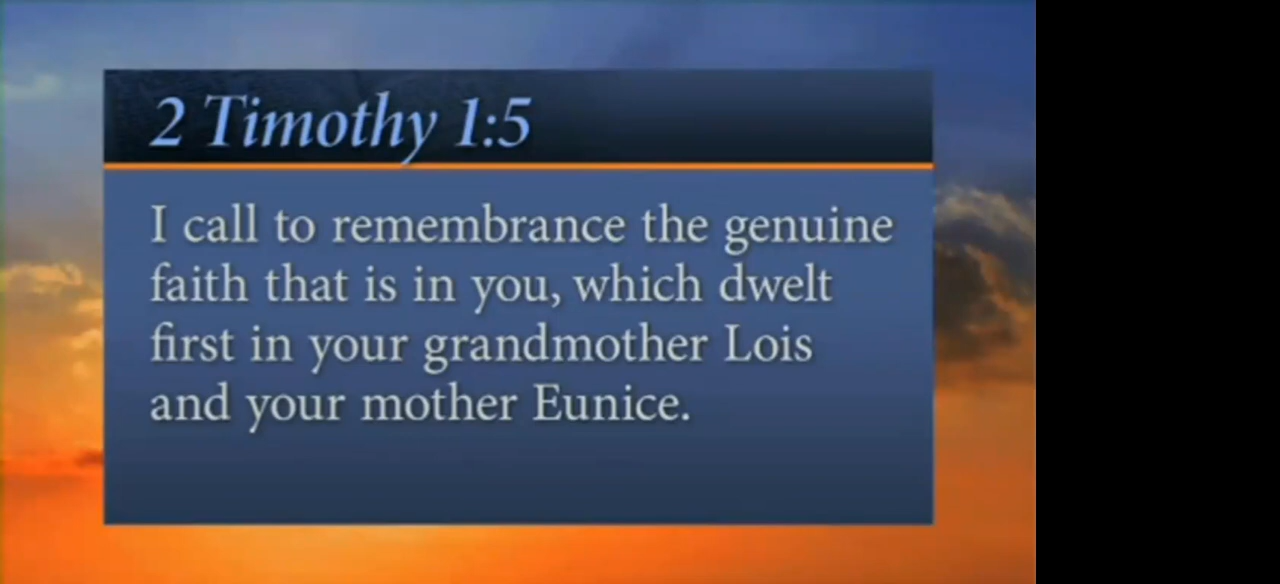 2 Timothy 1:5
I call to remembrance the genuine
faith that is in you, which dwelt
first in your grandmother Lois
and your mother Eunice.